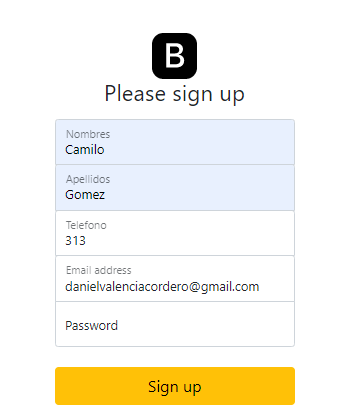 B
Please sign up
Nombres
Camilo
Apellidos
Gomez
Telefono
313
Email address
danielvalenciacordero@gmail.com
Password
Sign up